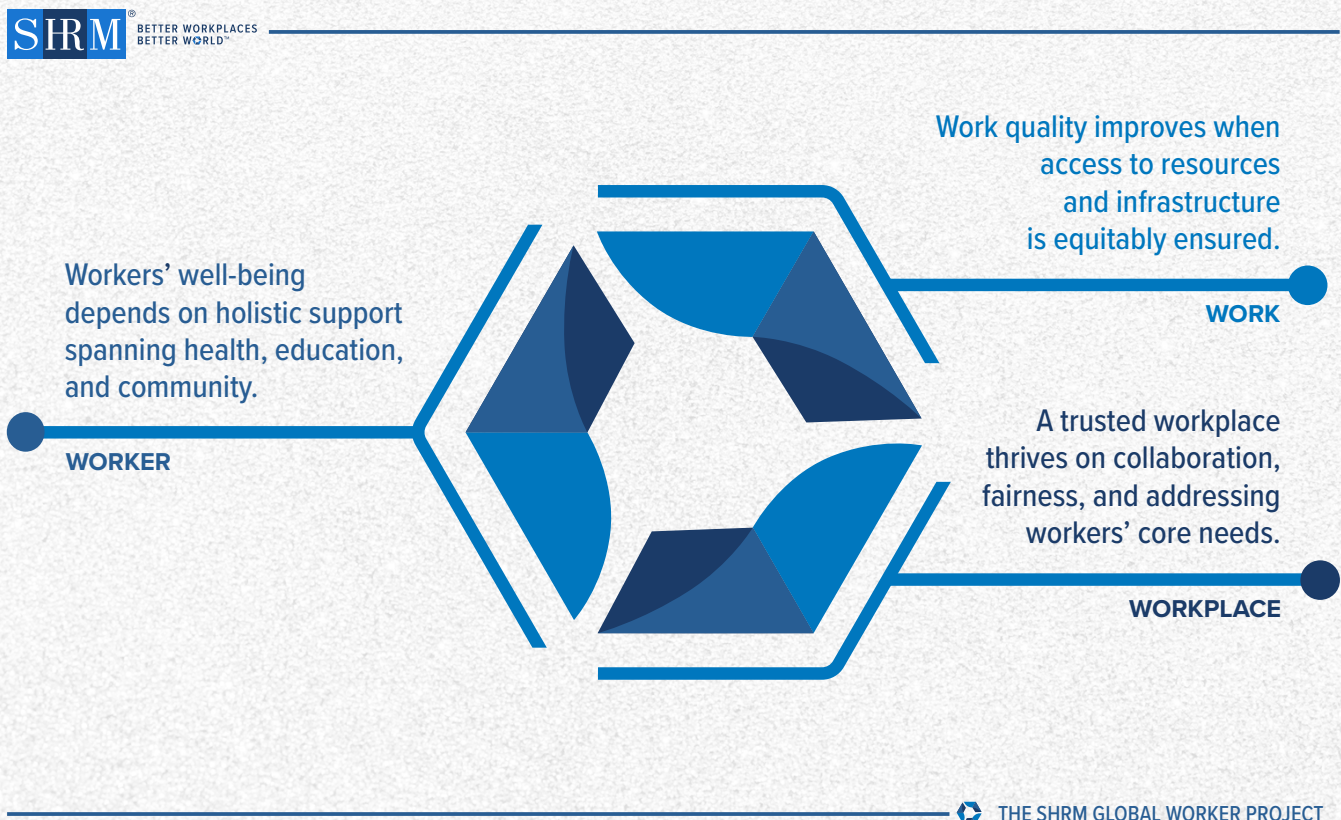 SHRM®
BETTER WORKPLACES
BETTER WORLD™
Work quality improves when
access to resources
and infrastructure
is equitably ensured.
WORK
Workers’ well-being
depends on holistic support
spanning health, education,
and community.
WORKER
A trusted workplace
thrives on collaboration,
fairness, and addressing
workers’ core needs.
WORKPLACE
THE SHRM GLOBAL WORKER PROJECT